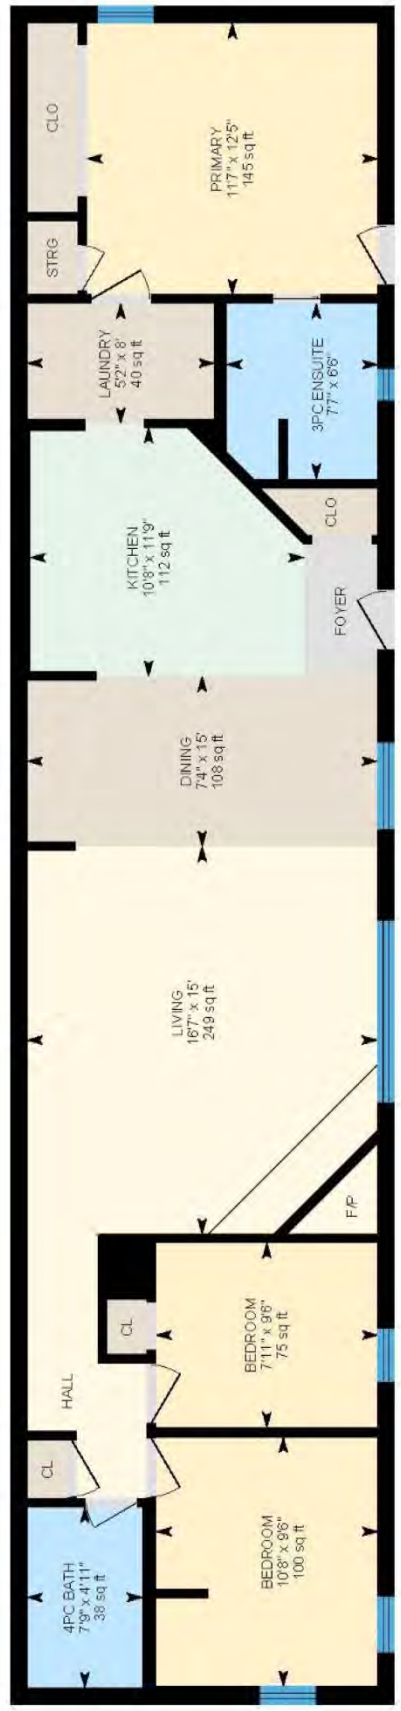 CLO
PRIMARY
11'7" x 12'5"
145 sq ft
STRG
LAUNDRY
5'2" x 8'
40 sq ft
3PC ENSUITE
7'7" x 6'6"
CLO
KITCHEN
10'8" x 11'9"
112 sq ft
FOYER
DINING
7'4" x 15'
108 sq ft
LIVING
16'7" x 15'
249 sq ft
F/P
CL
BEDROOM
7'11" x 9'6"
75 sq ft
HALL
CL
4PC BATH
7'9" x 4'11"
38 sq ft
BEDROOM
10'8" x 9'6"
100 sq ft